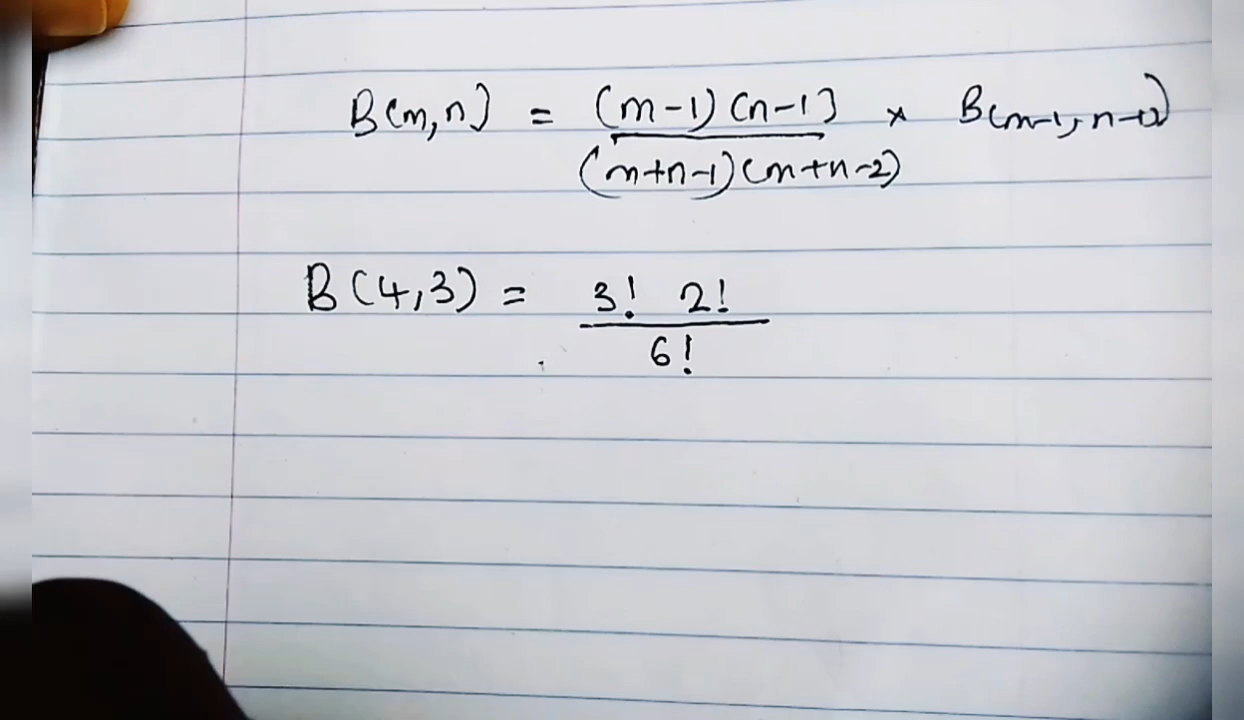 B(m,n) = (m-1)(n-1) × B(m-1, n-1)
(m+n-1)(m+n-2)
B(4,3) = 3! 2!
6!